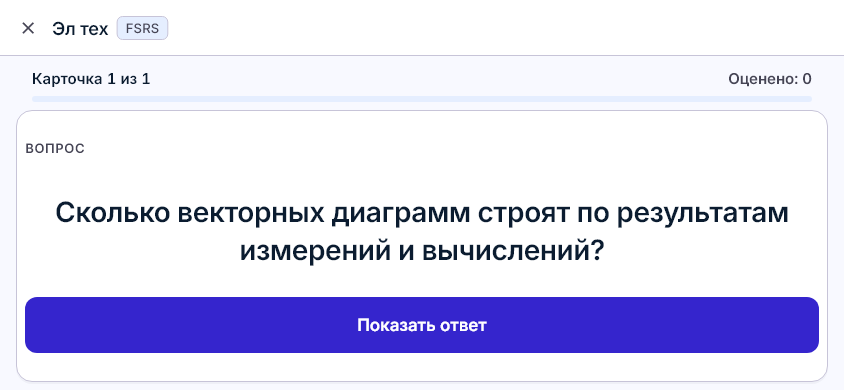 Эл тех FSRS
Карточка 1 из 1 Оценено: 0
ВОПРОС
Сколько векторных диаграмм строят по результатам
измерений и вычислений?
Показать ответ